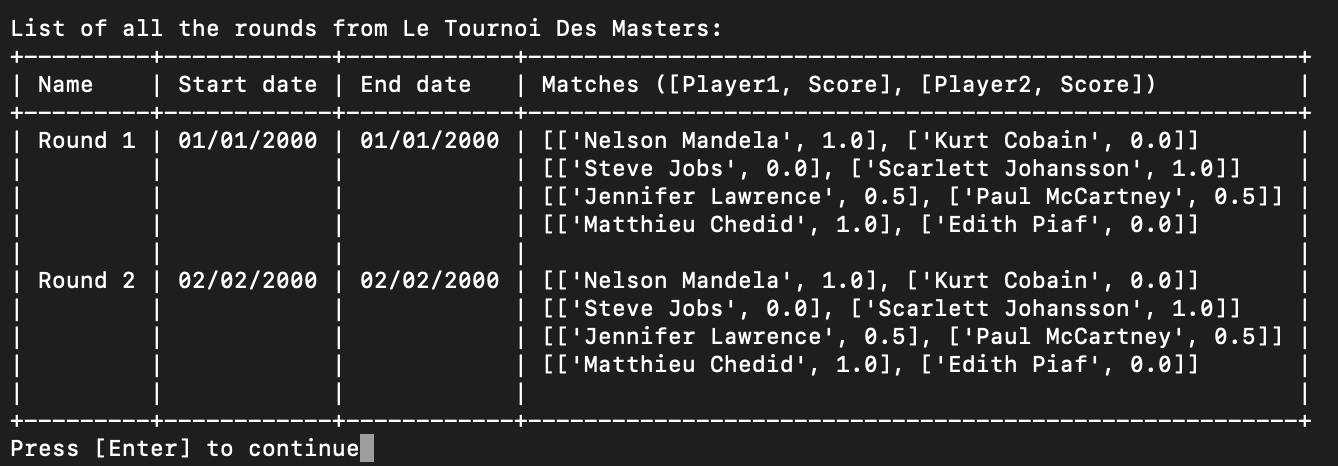 List of all the rounds from Le Tournoi Des Masters:
+---------+------------+------------+-------------------------------------------------------+
| Name    | Start date | End date   | Matches ([Player1, Score], [Player2, Score])          |
+---------+------------+------------+-------------------------------------------------------+
| Round 1 | 01/01/2000 | 01/01/2000 | [['Nelson Mandela', 1.0], ['Kurt Cobain', 0.0]]       |
|         |            |            | [['Steve Jobs', 0.0], ['Scarlett Johansson', 1.0]]    |
|         |            |            | [['Jennifer Lawrence', 0.5], ['Paul McCartney', 0.5]] |
|         |            |            | [['Matthieu Chedid', 1.0], ['Edith Piaf', 0.0]]       |
|         |            |            |                                                       |
| Round 2 | 02/02/2000 | 02/02/2000 | [['Nelson Mandela', 1.0], ['Kurt Cobain', 0.0]]       |
|         |            |            | [['Steve Jobs', 0.0], ['Scarlett Johansson', 1.0]]    |
|         |            |            | [['Jennifer Lawrence', 0.5], ['Paul McCartney', 0.5]] |
|         |            |            | [['Matthieu Chedid', 1.0], ['Edith Piaf', 0.0]]       |
|         |            |            |                                                       |
+---------+------------+------------+-------------------------------------------------------+
Press [Enter] to continue